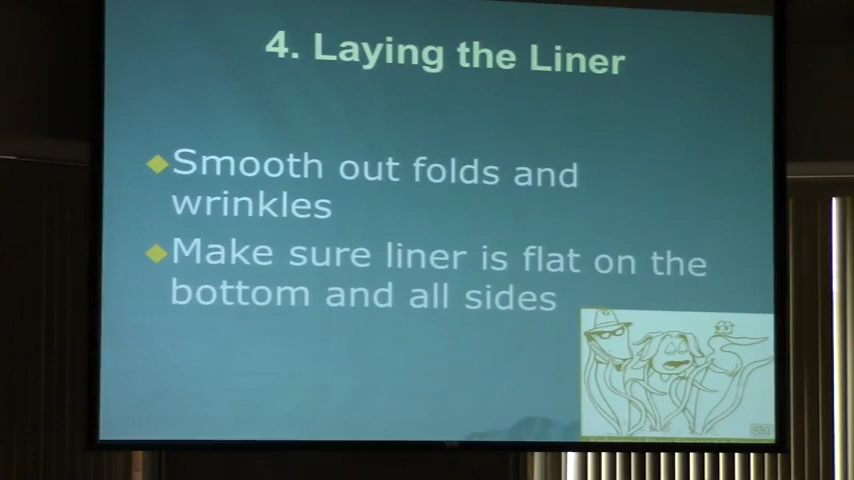 4. Laying the Liner
Smooth out folds and
wrinkles
Make sure liner is flat on the
bottom and all sides